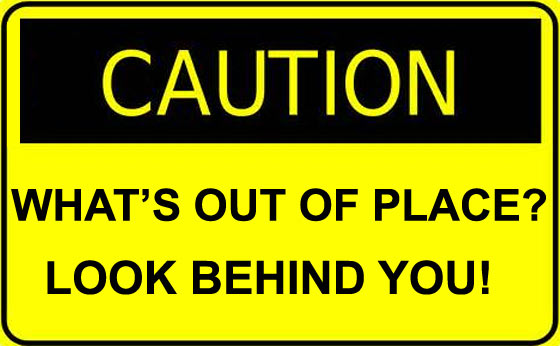 CAUTION
WHAT’S OUT OF PLACE?
LOOK BEHIND YOU!